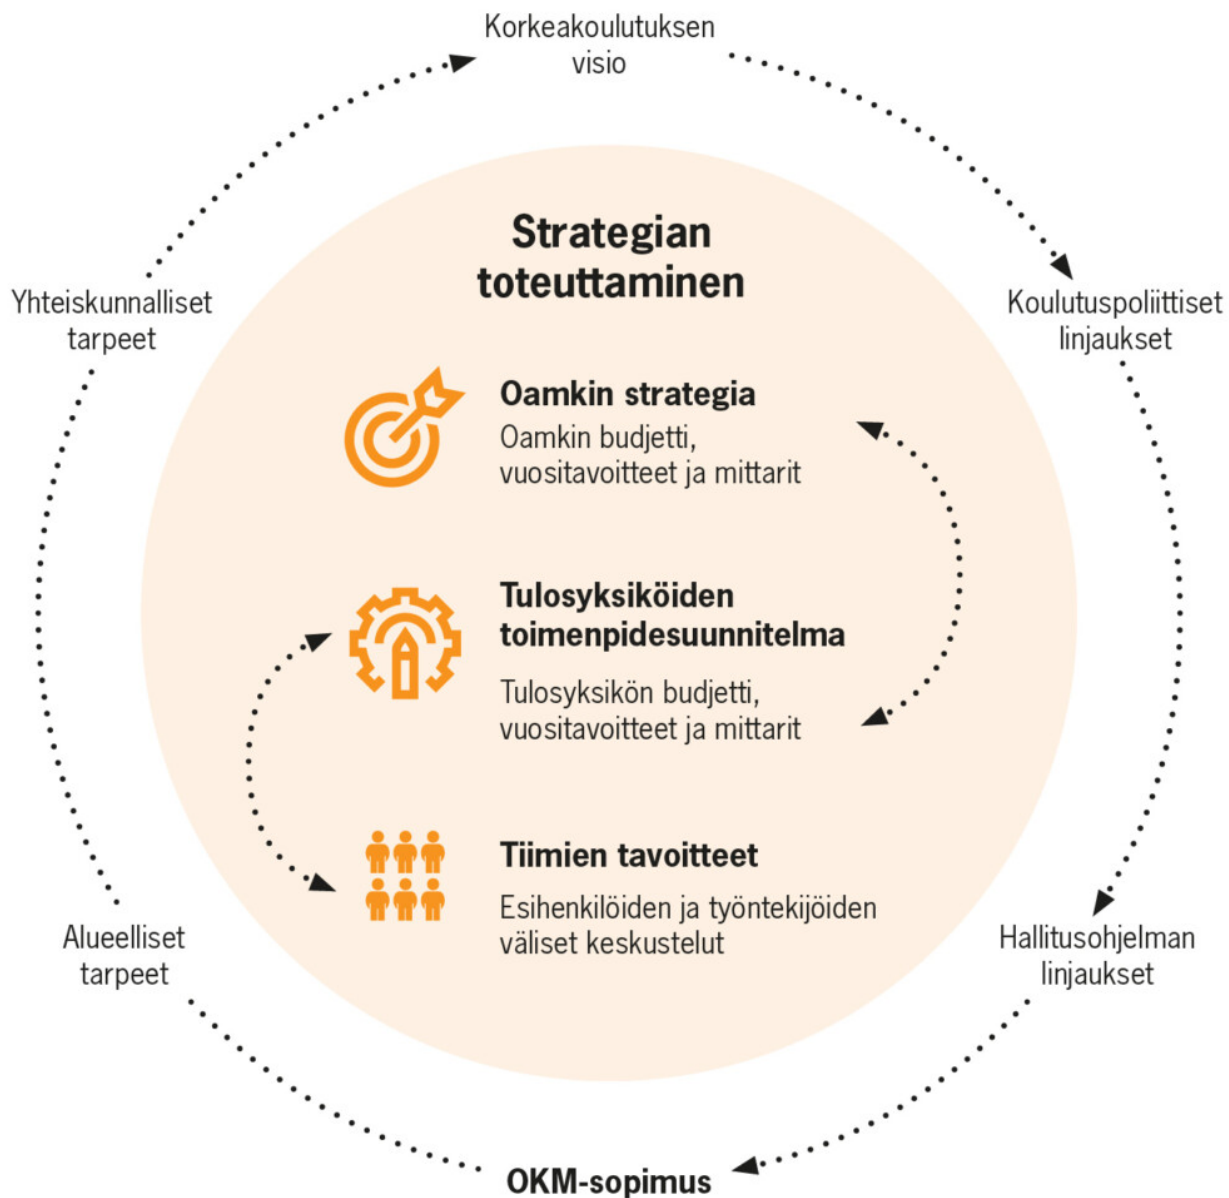 Korkeakoulutuksen
visio
Yhteiskunnalliset
tarpeet
Koulutuspoliittiset
linjaukset
Strategian
toteuttaminen
Oamkin strategia
Oamkin budjetti,
vuositavoitteet ja mittarit
Tulosyksiköiden
toimenpidesuunnitelma
Tulosyksikön budjetti,
vuositavoitteet ja mittarit
Tiimien tavoitteet
Esihenkilöiden ja työntekijöiden
väliset keskustelut
Alueelliset
tarpeet
Hallitusohjelman
linjaukset
OKM-sopimus